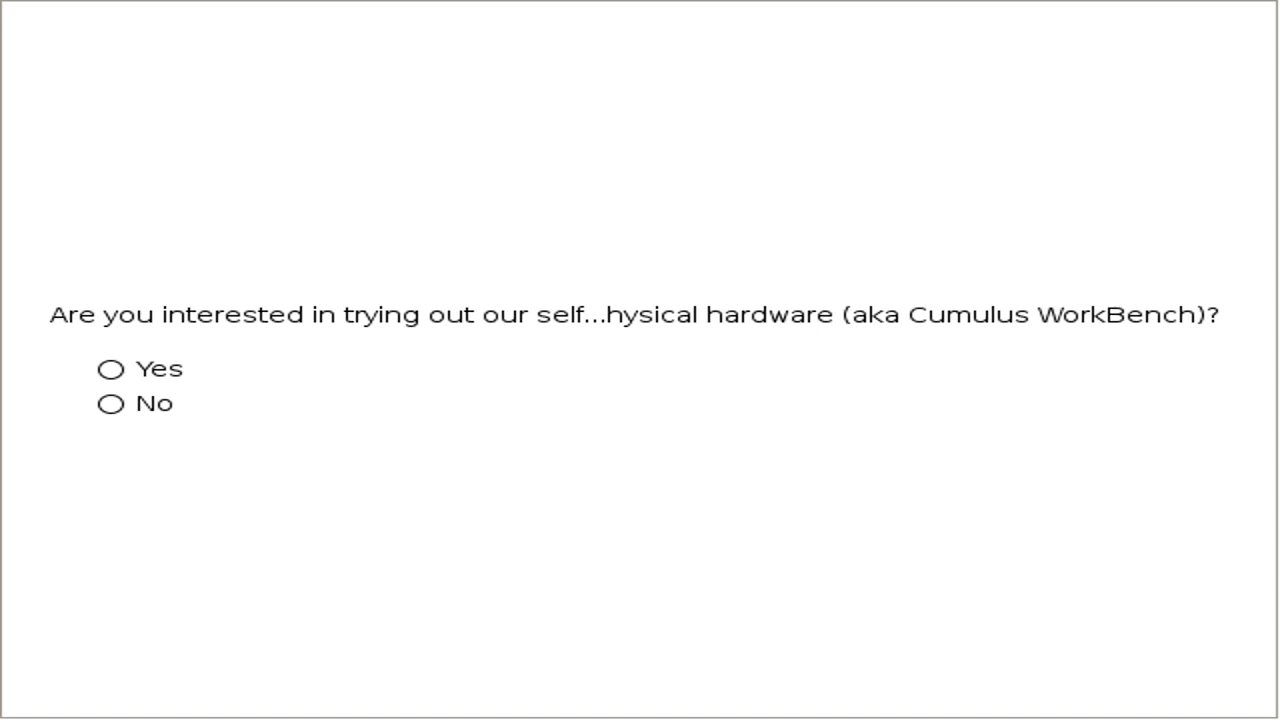 Are you interested in trying out our self...hysical hardware (aka Cumulus WorkBench)?
Yes
No